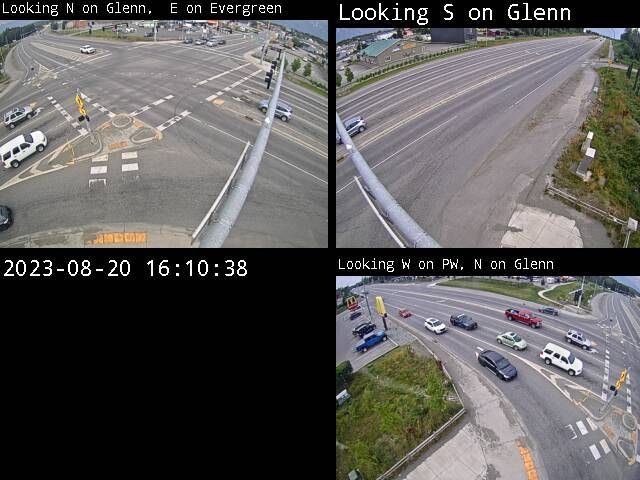 Looking N on Glenn, E on Evergreen
Looking S on Glenn
2023-08-20 16:10:38
Looking W on PW, N on Glenn